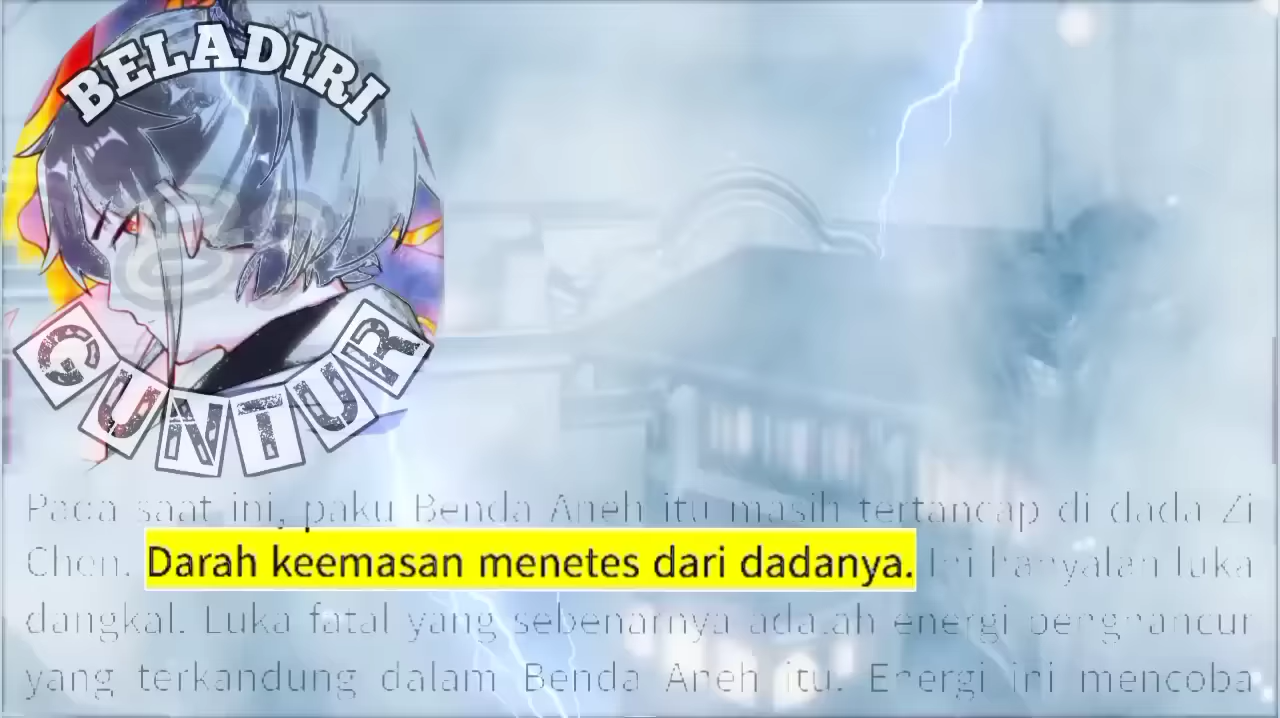 BELADIRI
GUNTUR
Pada saat ini, paku Benda Aneh itu masih tertancap di dada Zi
Chen. Darah keemasan menetes dari dadanya. Ini hanyalah luka
dangkal. Luka fatal yang sebenarnya adalah energi penghancur
yang terkandung dalam Benda Aneh itu. Energi ini mencoba